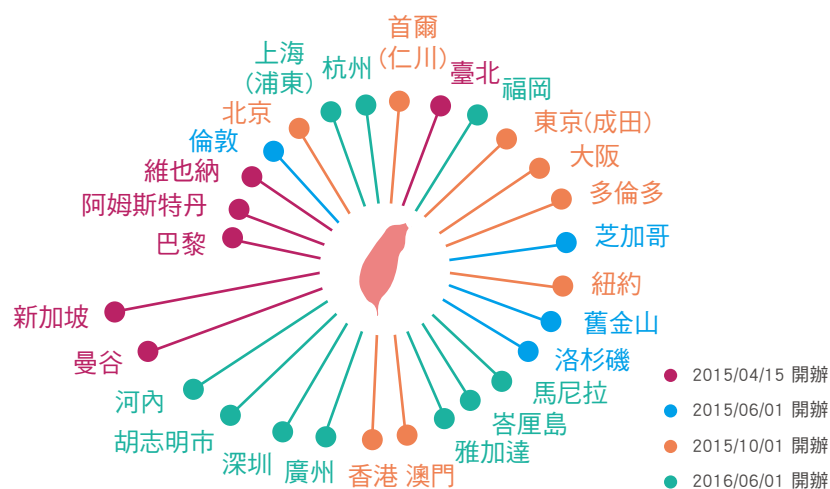 首爾
(仁川)
上海
(浦東)
杭州
臺北
福岡
北京
東京(成田)
倫敦
大阪
維也納
多倫多
阿姆斯特丹
芝加哥
巴黎
紐約
新加坡
舊金山
曼谷
洛杉磯
河內
馬尼拉
胡志明市
峇厘島
深圳
廣州
香港
澳門
雅加達
2015/04/15 開辦
2015/06/01 開辦
2015/10/01 開辦
2016/06/01 開辦